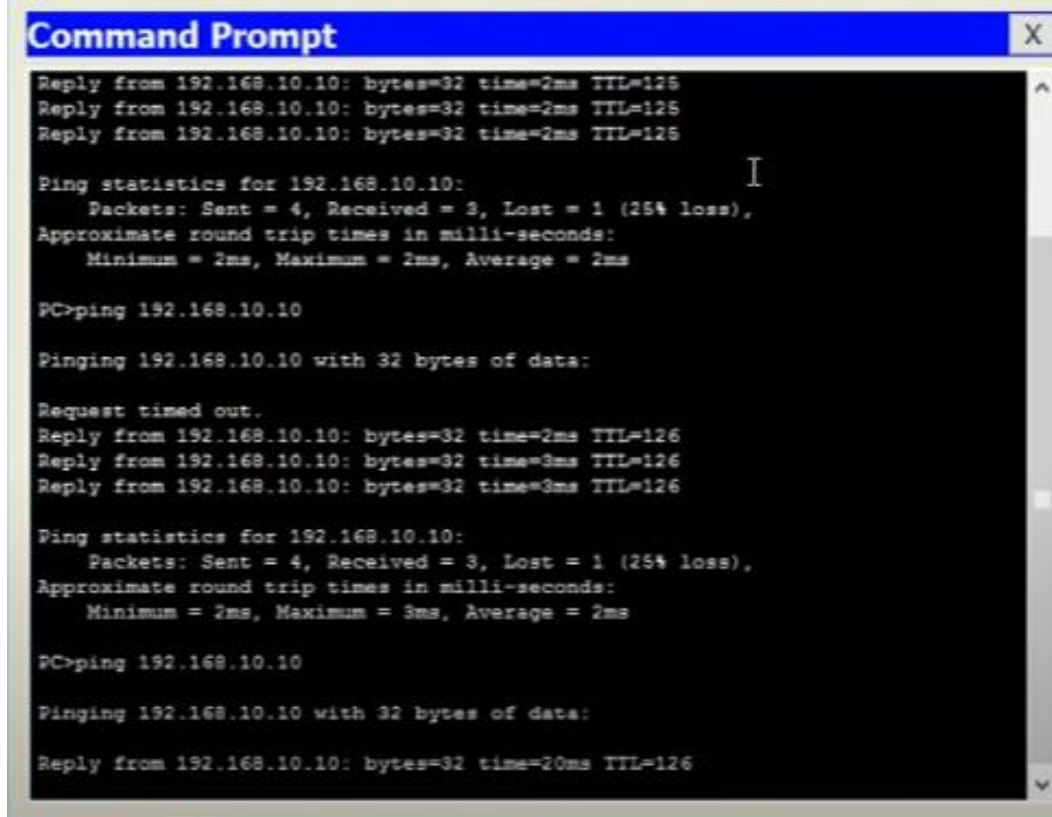 Command Prompt
X
Reply from 192.168.10.10: bytes=32 time=2ms TTL=125
Reply from 192.168.10.10: bytes=32 time=2ms TTL=125
Reply from 192.168.10.10: bytes=32 time=2ms TTL=125
Ping statistics for 192.168.10.10:
Packets: Sent = 4, Received = 3, Lost = 1 (25% loss),
Approximate round trip times in milli-seconds:
Minimum = 2ms, Maximum = 2ms, Average = 2ms
PC>ping 192.168.10.10
Pinging 192.168.10.10 with 32 bytes of data:
Request timed out.
Reply from 192.168.10.10: bytes=32 time=2ms TTL=126
Reply from 192.168.10.10: bytes=32 time=3ms TTL=126
Reply from 192.168.10.10: bytes=32 time=3ms TTL=126
Ping statistics for 192.168.10.10:
Packets: Sent = 4, Received = 3, Lost = 1 (25% loss),
Approximate round trip times in milli-seconds:
Minimum = 2ms, Maximum = 3ms, Average = 2ms
PC>ping 192.168.10.10
Pinging 192.168.10.10 with 32 bytes of data:
Reply from 192.168.10.10: bytes=32 time=20ms TTL=126